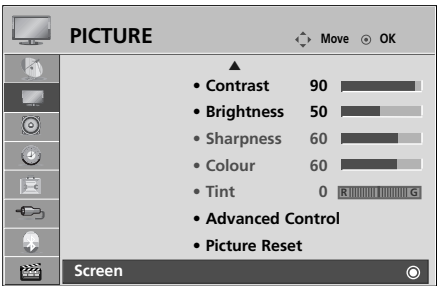 PICTURE
Move
OK
• Contrast 90
• Brightness 50
• Sharpness 60
• Colour 60
• Tint 0 R G
• Advanced Control
• Picture Reset
Screen